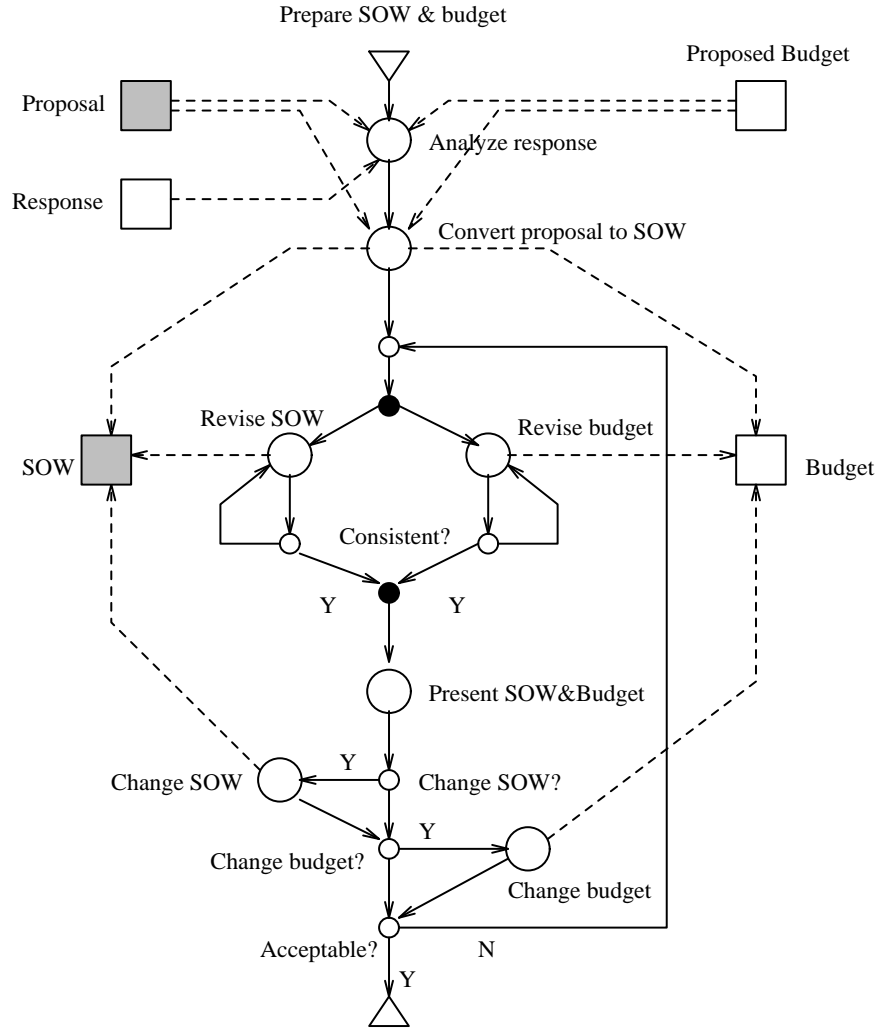 Prepare SOW & budget
Proposed Budget
Proposal
Analyze response
Response
Convert proposal to SOW
Revise SOW
Revise budget
SOW
Budget
Consistent?
Y
Y
Present SOW&Budget
Y
Change SOW
Change SOW?
Y
Change budget?
Change budget
Acceptable?
N
Y